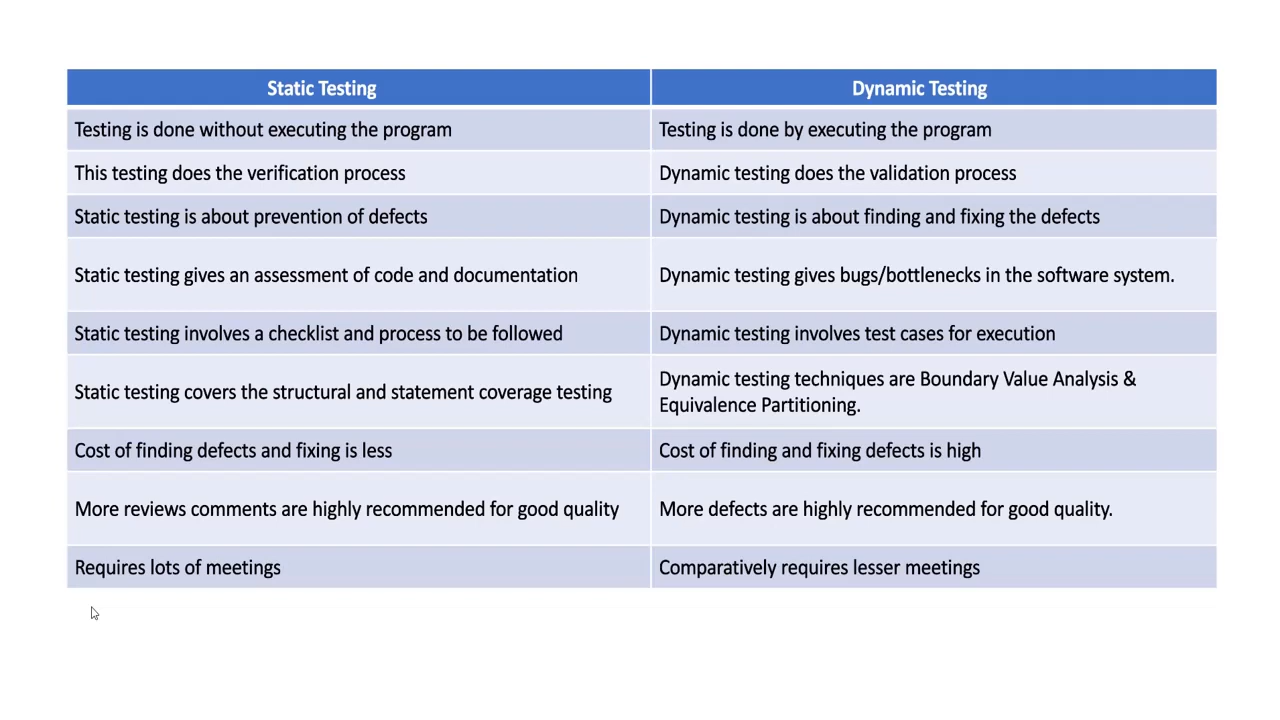 Static Testing
Dynamic Testing
Testing is done without executing the program
Testing is done by executing the program
This testing does the verification process
Dynamic testing does the validation process
Static testing is about prevention of defects
Dynamic testing is about finding and fixing the defects
Static testing gives an assessment of code and documentation
Dynamic testing gives bugs/bottlenecks in the software system.
Static testing involves a checklist and process to be followed
Dynamic testing involves test cases for execution
Static testing covers the structural and statement coverage testing
Dynamic testing techniques are Boundary Value Analysis &
Equivalence Partitioning.
Cost of finding defects and fixing is less
Cost of finding and fixing defects is high
More reviews comments are highly recommended for good quality
More defects are highly recommended for good quality.
Requires lots of meetings
Comparatively requires lesser meetings